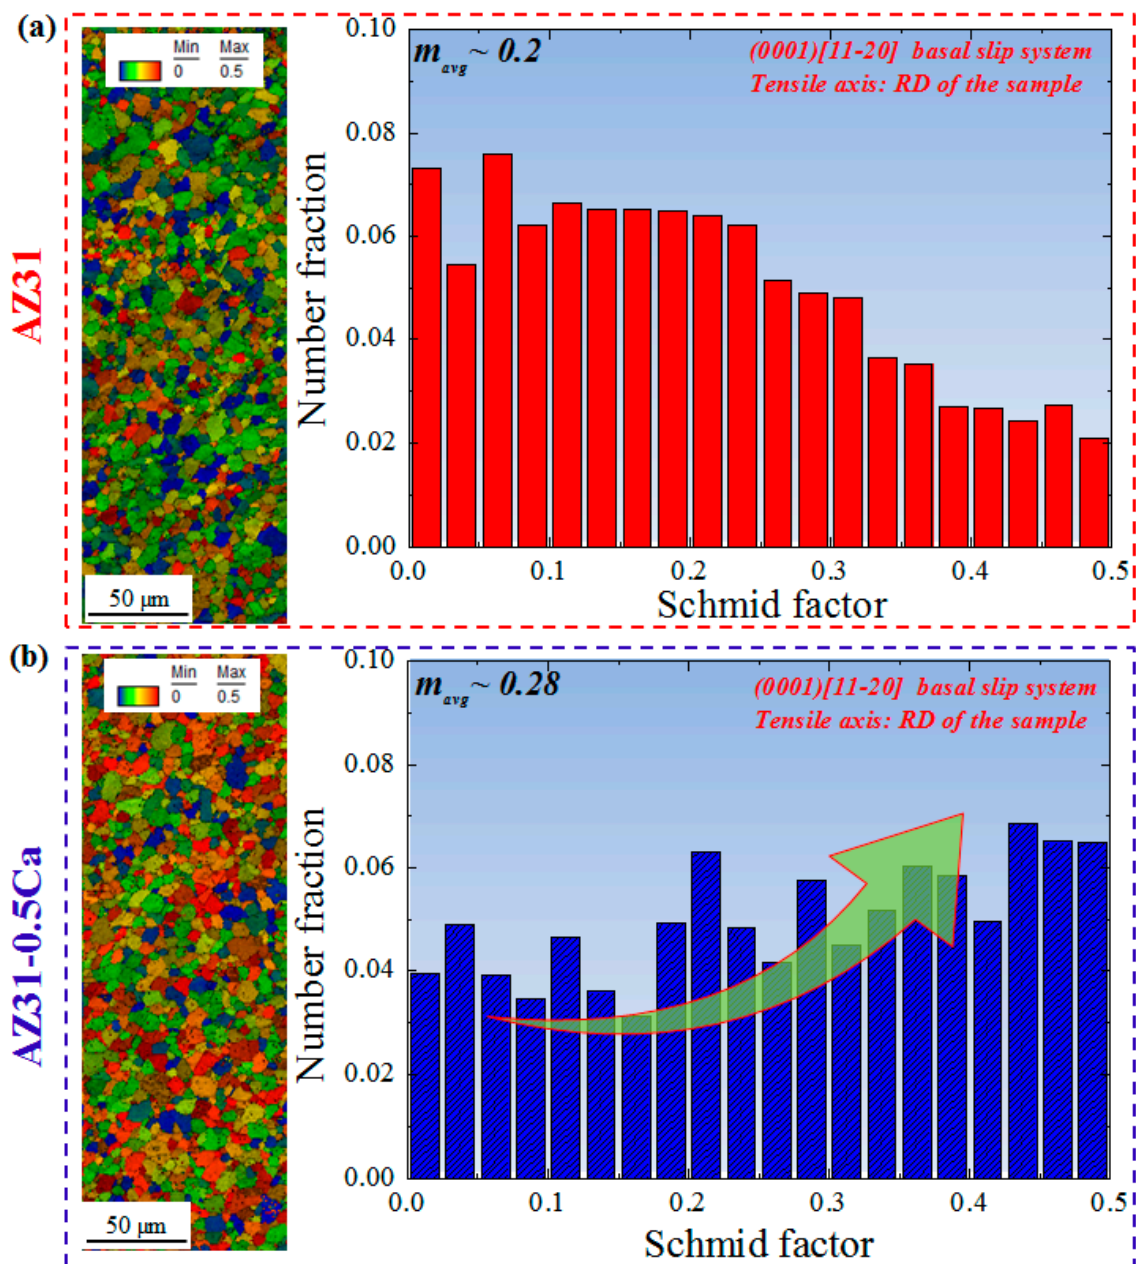 (a)
AZ31
Min Max
0 0.5
50 μm
m avg ~ 0.2
(0001)[11-20] basal slip system
Tensile axis: RD of the sample
Number fraction
0.10
0.08
0.06
0.04
0.02
0.00
0.0 0.1 0.2 0.3 0.4 0.5
Schmid factor
(b)
AZ31-0.5Ca
Min Max
0 0.5
50 μm
m avg ~ 0.28
(0001)[11-20] basal slip system
Tensile axis: RD of the sample
Number fraction
0.10
0.08
0.06
0.04
0.02
0.00
0.0 0.1 0.2 0.3 0.4 0.5
Schmid factor